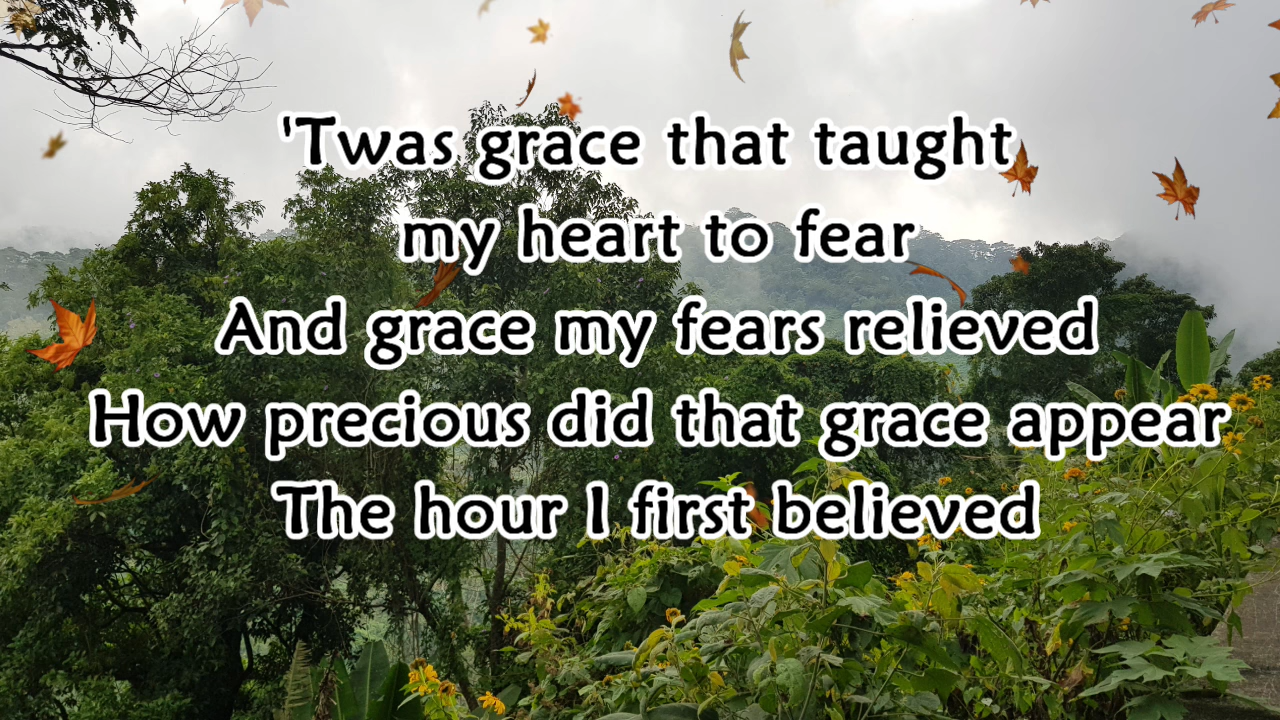 'Twas grace that taught
my heart to fear
And grace my fears relieved
How precious did that grace appear
The hour I first believed